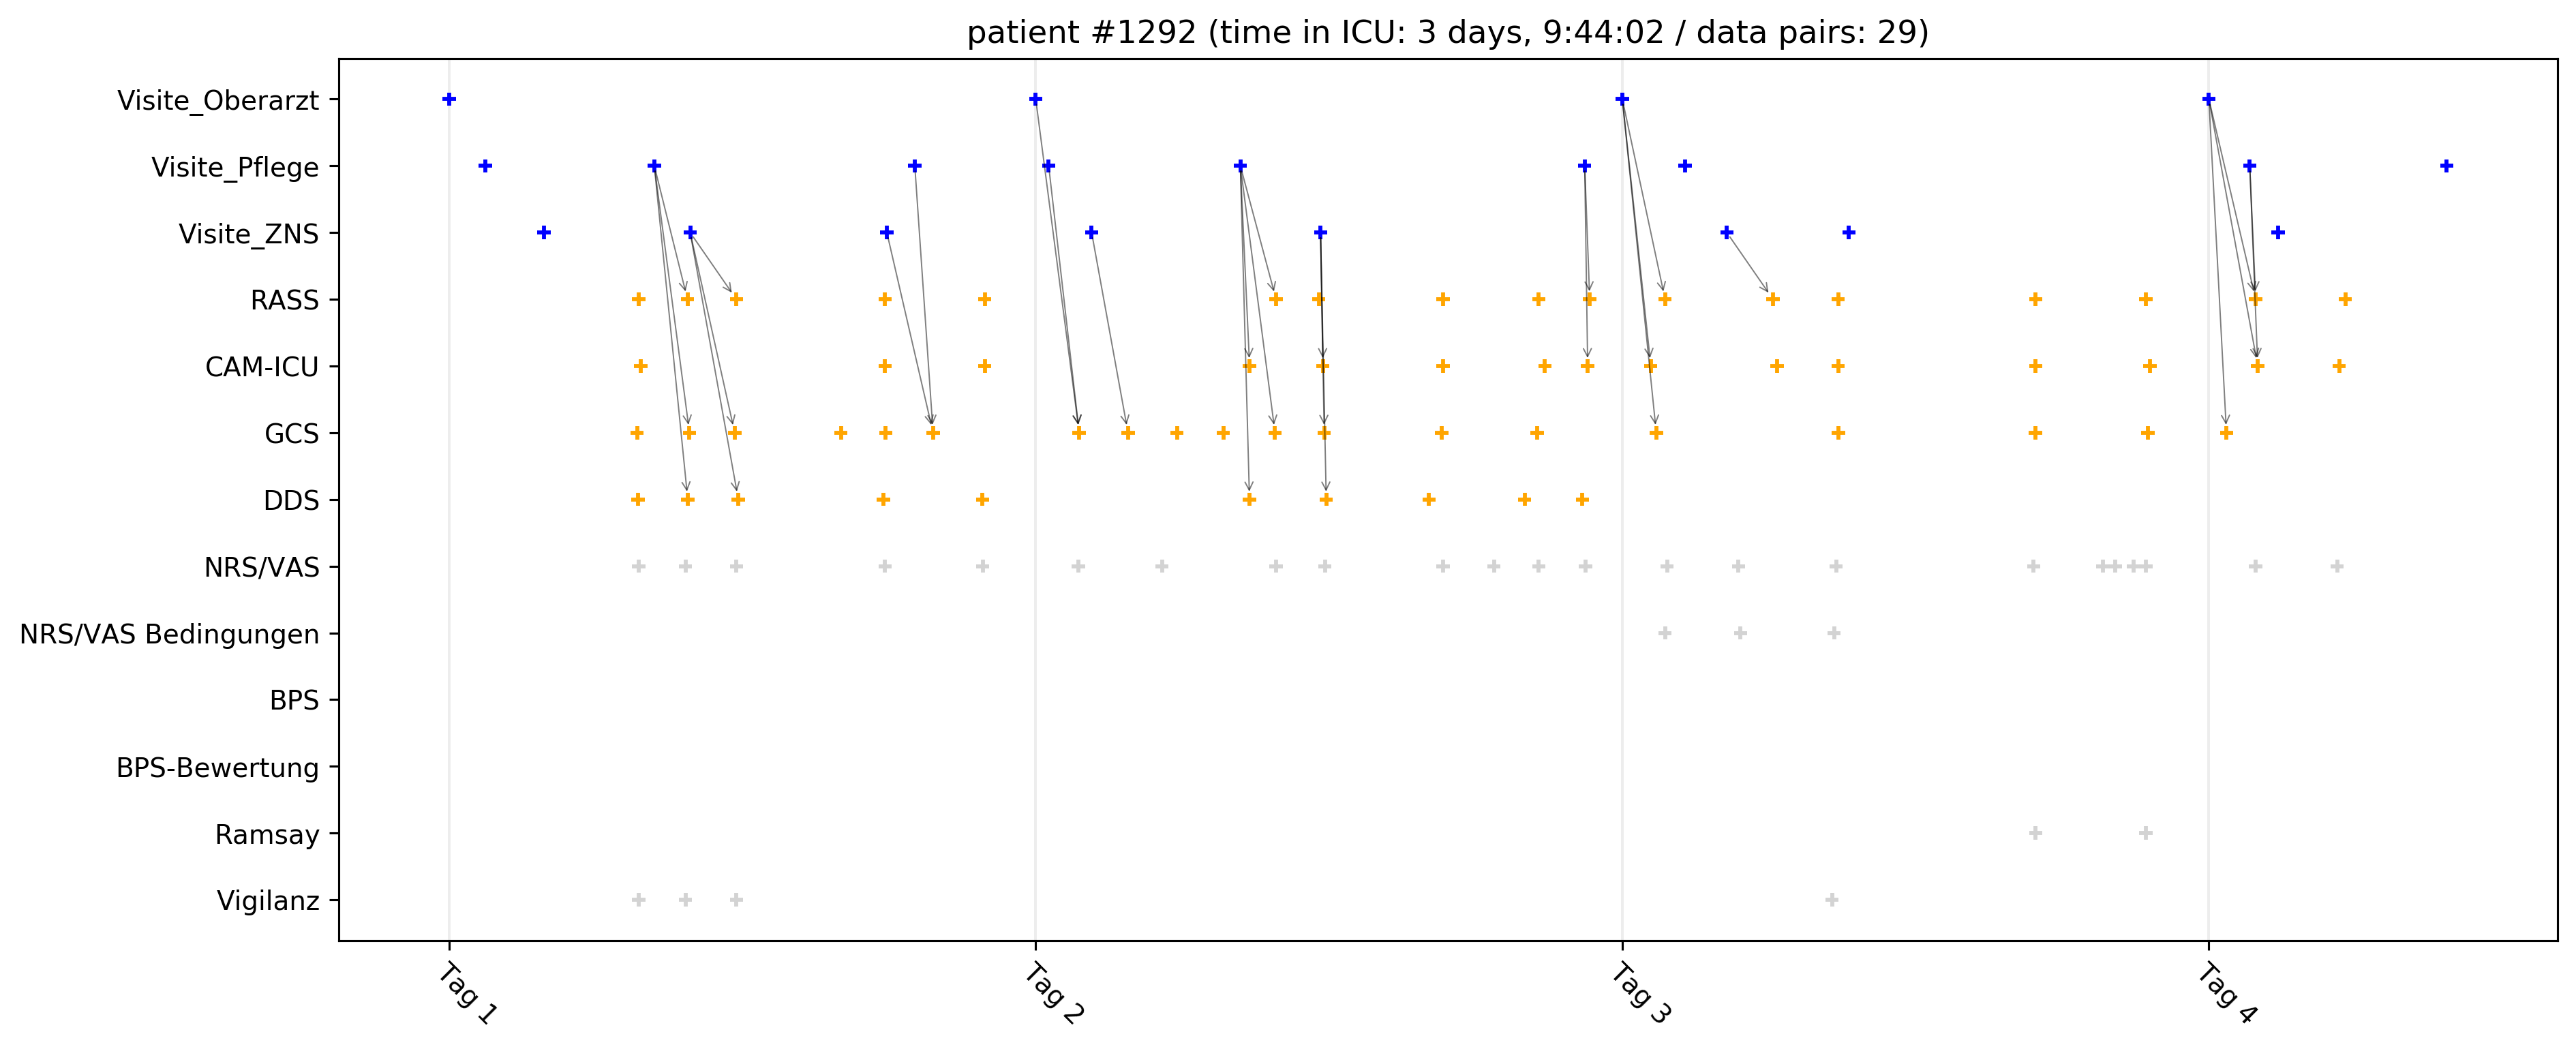 patient #1292 (time in ICU: 3 days, 9:44:02 / data pairs: 29)
Visite_Oberarzt
Visite_Pflege
Visite_ZNS
RASS
CAM-ICU
GCS
DDS
NRS/VAS
NRS/VAS Bedingungen
BPS
BPS-Bewertung
Ramsay
Vigilanz
Tag 1
Tag 2
Tag 3
Tag 4